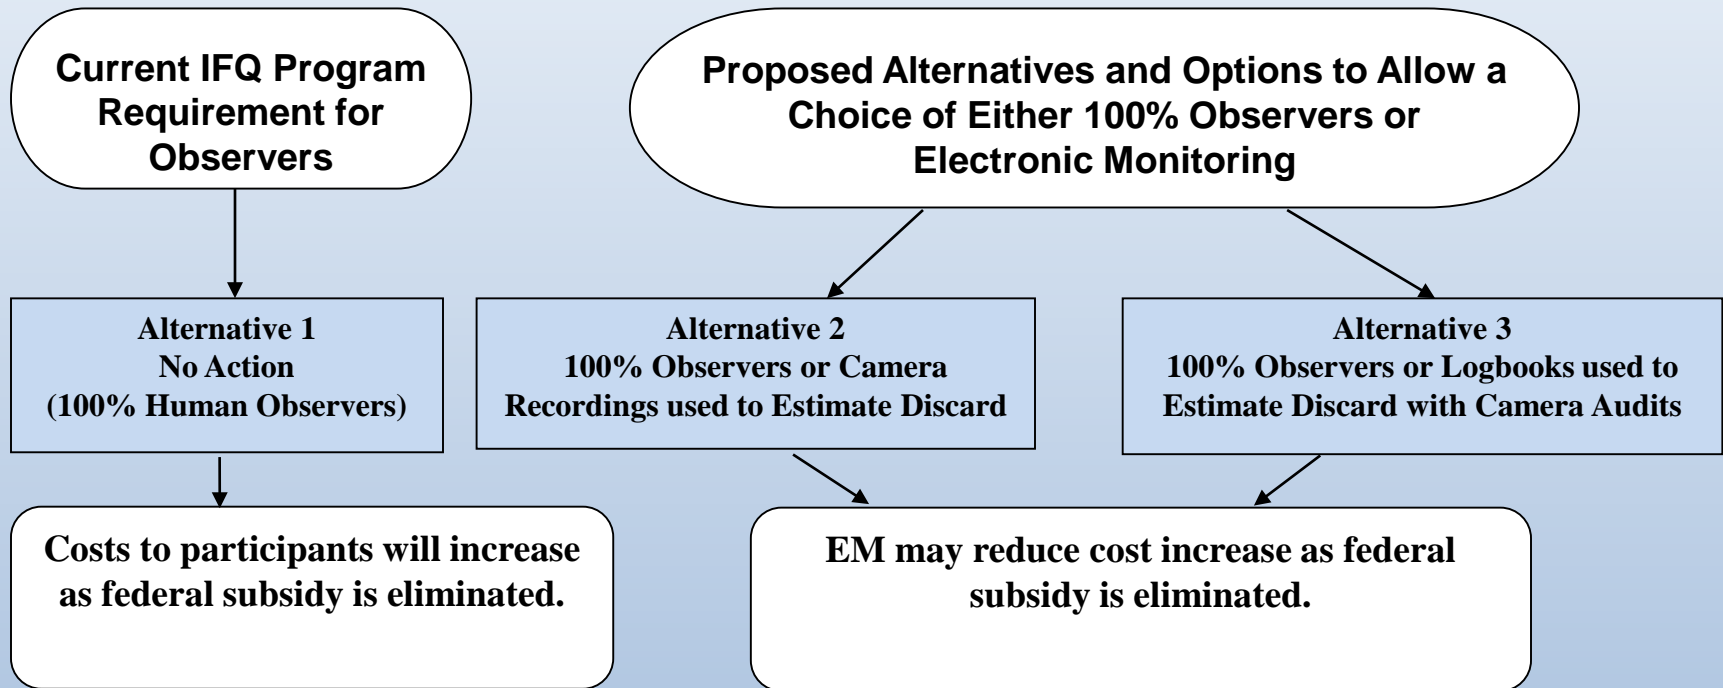 Current IFQ Program
Requirement for
Observers
Proposed Alternatives and Options to Allow a
Choice of Either 100% Observers or
Electronic Monitoring
Alternative 1
No Action
(100% Human Observers)
Alternative 2
100% Observers or Camera
Recordings used to Estimate Discard
Alternative 3
100% Observers or Logbooks used to
Estimate Discard with Camera Audits
Costs to participants will increase
as federal subsidy is eliminated.
EM may reduce cost increase as federal
subsidy is eliminated.